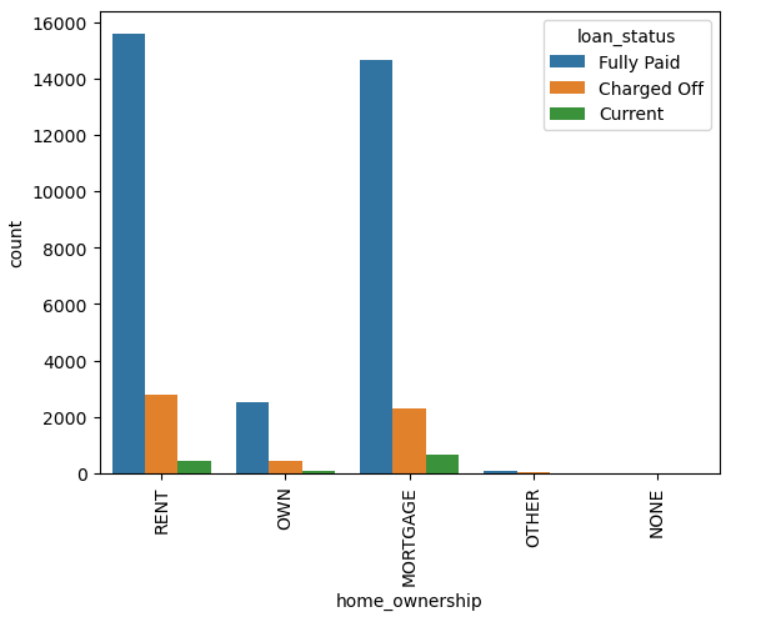 16000
14000
12000
10000
8000
6000
4000
2000
0
count
loan_status
Fully Paid
Charged Off
Current
RENT
OWN
MORTGAGE
OTHER
NONE
home_ownership